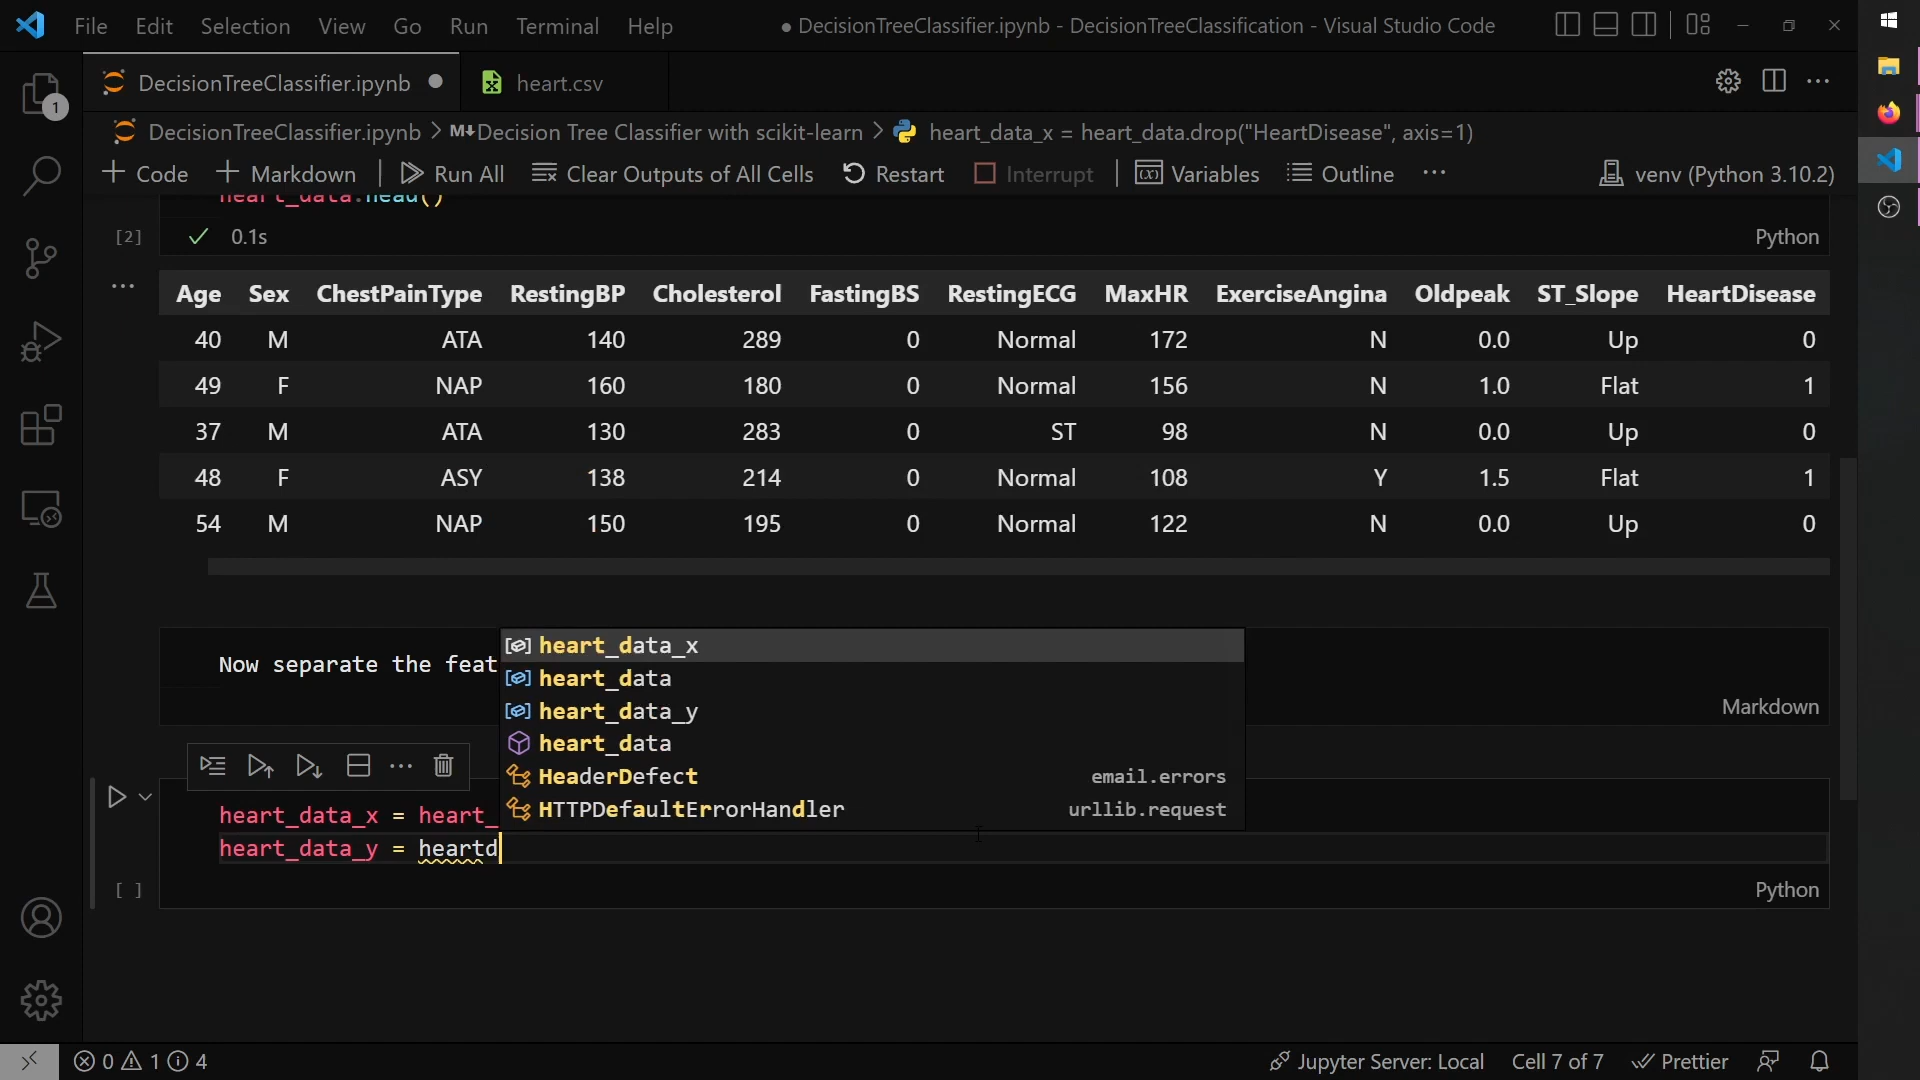 File Edit Selection View Go Run Terminal Help ● DecisionTreeClassifier.ipynb - DecisionTreeClassification - Visual Studio Code
DecisionTreeClassifier.ipynb ● heart.csv
1
DecisionTreeClassifier.ipynb > M↓Decision Tree Classifier with scikit-learn > heart_data_x = heart_data.drop("HeartDisease", axis=1)
+ Code + Markdown | Run All Clear Outputs of All Cells Restart Interrupt | Variables Outline ... venv (Python 3.10.2)
heart_data.head()
[2] ✓ 0.1s Python
... Age Sex ChestPainType RestingBP Cholesterol FastingBS RestingECG MaxHR ExerciseAngina Oldpeak ST_Slope HeartDisease
40 M ATA 140 289 0 Normal 172 N 0.0 Up 0
49 F NAP 160 180 0 Normal 156 N 1.0 Flat 1
37 M ATA 130 283 0 ST 98 N 0.0 Up 0
48 F ASY 138 214 0 Normal 108 Y 1.5 Flat 1
54 M NAP 150 195 0 Normal 122 N 0.0 Up 0
Now separate the feat
Markdown
heart_data_x
heart_data
heart_data_y
heart_data
HeaderDefect email.errors
HTTPDefaultErrorHandler urllib.request
heart_data_x = heart_
heart_data_y = heartd
[ ] Python
0 1 4 Jupyter Server: Local Cell 7 of 7 Prettier